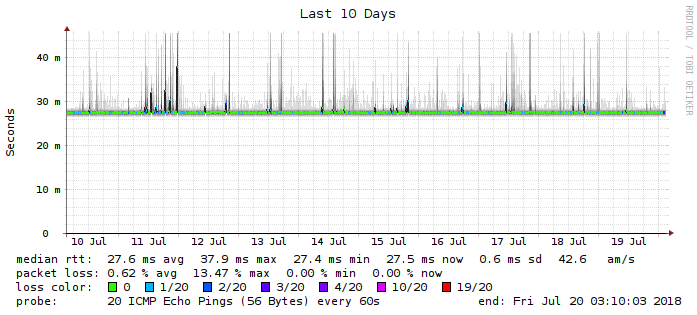 Last 10 Days
RRDTOOL / TOBI OETIKER
Seconds
40 m
30 m
20 m
10 m
0
10 Jul 11 Jul 12 Jul 13 Jul 14 Jul 15 Jul 16 Jul 17 Jul 18 Jul 19 Jul
median rtt: 27.6 ms avg 37.9 ms max 27.4 ms min 27.5 ms now 0.6 ms sd 42.6 am/s
packet loss: 0.62 % avg 13.47 % max 0.00 % min 0.00 % now
loss color: 0 1/20 2/20 3/20 4/20 10/20 19/20
probe: 20 ICMP Echo Pings (56 Bytes) every 60s end: Fri Jul 20 03:10:03 2018